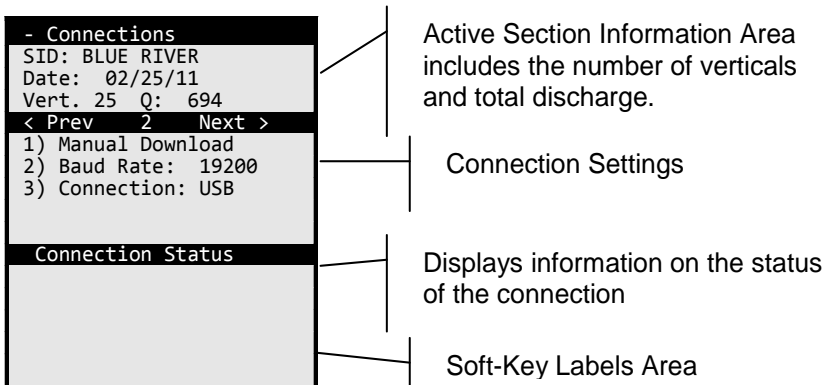 - Connections
SID: BLUE RIVER
Date: 02/25/11
Vert. 25 Q: 694
< Prev 2 Next >
1) Manual Download
2) Baud Rate: 19200
3) Connection: USB
Connection Status
Active Section Information Area
includes the number of verticals
and total discharge.
Connection Settings
Displays information on the status
of the connection
Soft-Key Labels Area